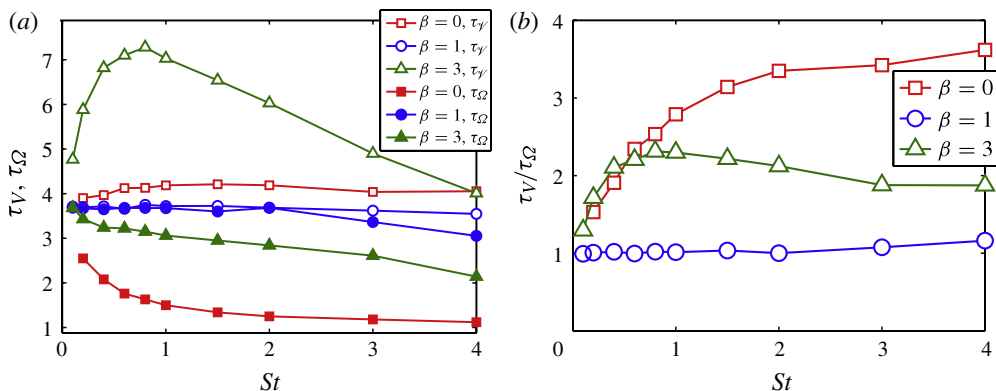 (a)
7
6
5
4
3
2
1
0
1
2
3
4
St
τV, τΩ
β = 0, τ𝒱
β = 1, τ𝒱
β = 3, τ𝒱
β = 0, τΩ
β = 1, τΩ
β = 3, τΩ
(b)
4
3
2
1
0
0
1
2
3
4
St
τV/τΩ
β = 0
β = 1
β = 3